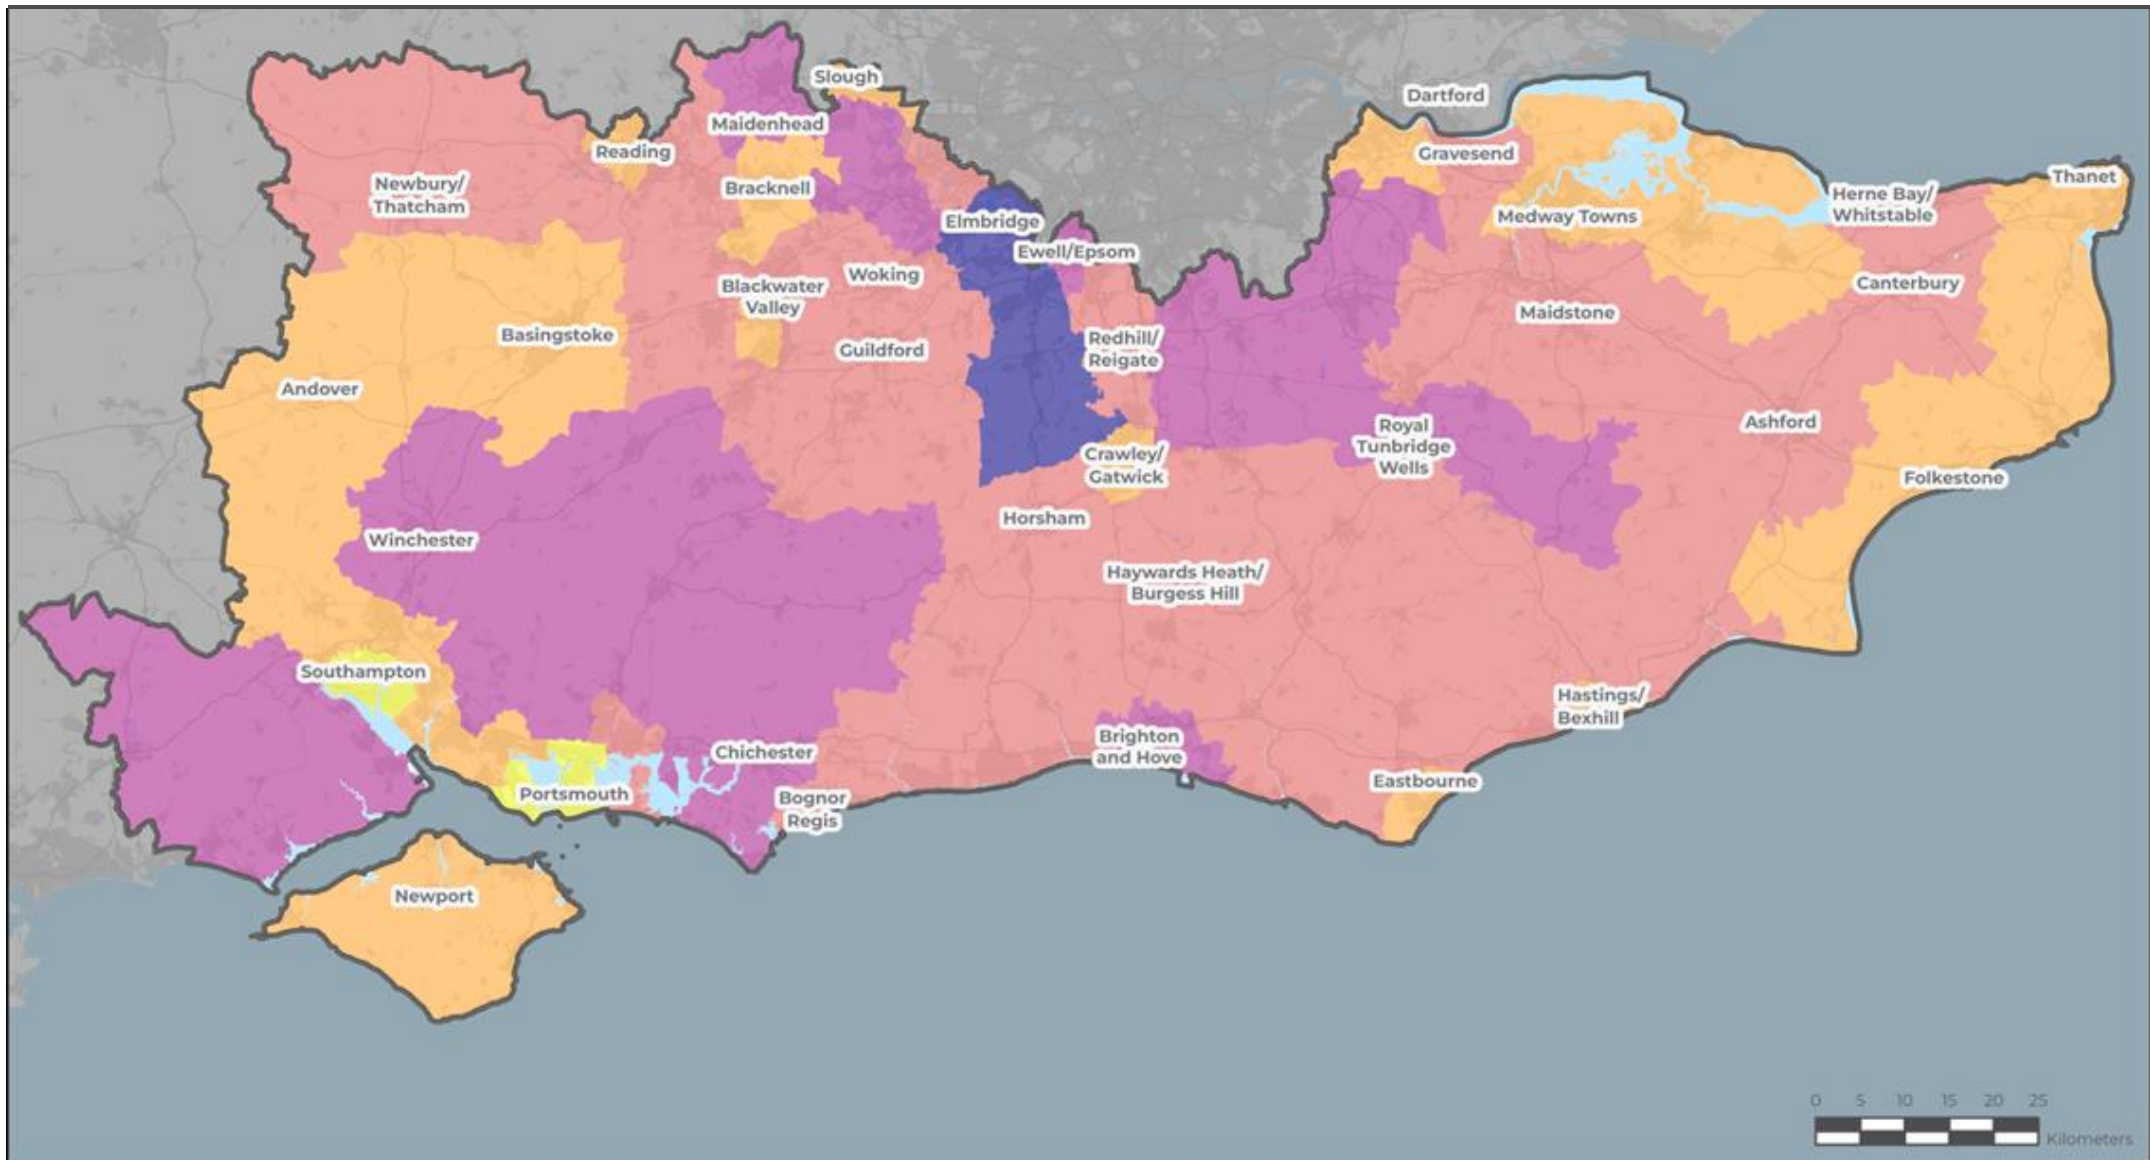 Slough
Dartford
Maidenhead
Reading
Gravesend
Thanet
Newbury/
Thatcham
Bracknell
Herne Bay/
Whitstable
Elmbridge
Medway Towns
Ewell/Epsom
Woking
Blackwater
Valley
Canterbury
Maidstone
Basingstoke
Guildford
Redhill/
Reigate
Andover
Ashford
Royal
Tunbridge
Wells
Crawley/
Gatwick
Folkestone
Horsham
Winchester
Haywards Heath/
Burgess Hill
Southampton
Hastings/
Bexhill
Brighton
and Hove
Chichester
Eastbourne
Portsmouth
Bognor
Regis
Newport
0 5 10 15 20 25
Kilometers